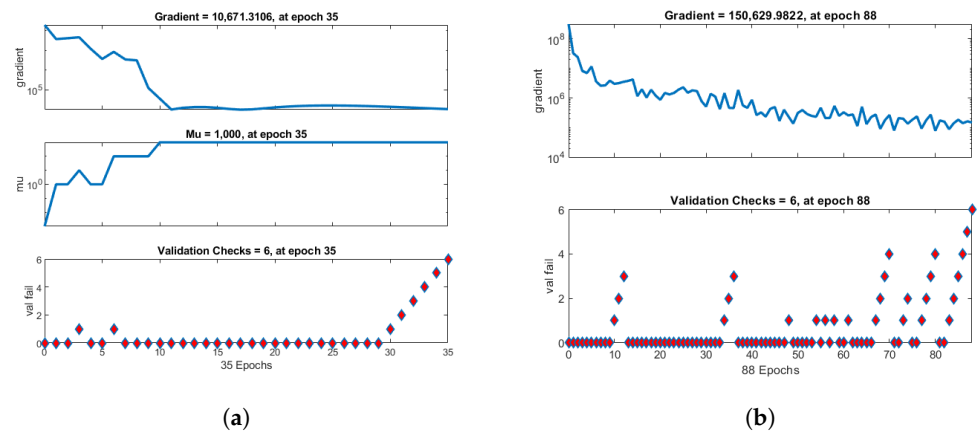 Gradient = 10,671.3106, at epoch 35
gradient
10^5
Mu = 1,000, at epoch 35
mu
10^0
Validation Checks = 6, at epoch 35
val fail
6
4
2
0
0 5 10 15 20 25 30 35
35 Epochs
(a)
Gradient = 150,629.9822, at epoch 88
gradient
10^8
10^6
10^4
Validation Checks = 6, at epoch 88
val fail
6
4
2
0
0 10 20 30 40 50 60 70 80
88 Epochs
(b)